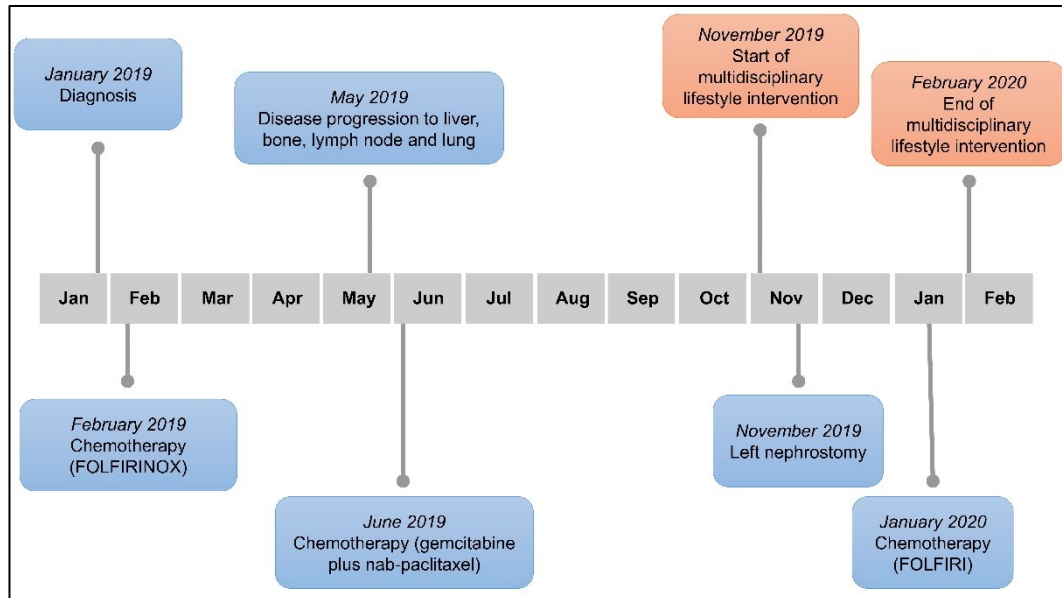 January 2019
Diagnosis
May 2019
Disease progression to liver,
bone, lymph node and lung
November 2019
Start of
multidisciplinary
lifestyle intervention
February 2020
End of
multidisciplinary
lifestyle intervention
Jan Feb Mar Apr May Jun Jul Aug Sep Oct Nov Dec Jan Feb
February 2019
Chemotherapy
(FOLFIRINOX)
June 2019
Chemotherapy (gemcitabine
plus nab-paclitaxel)
November 2019
Left nephrostomy
January 2020
Chemotherapy
(FOLFIRI)